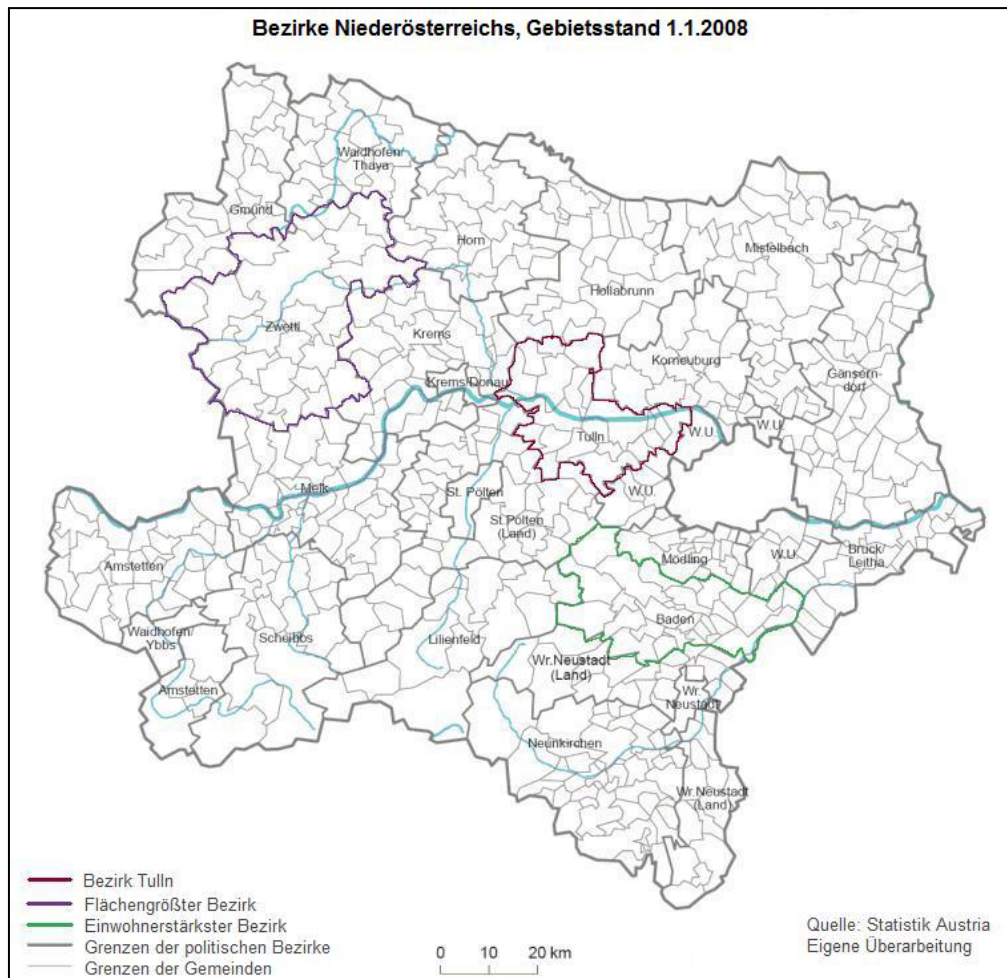 Bezirke Niederösterreichs, Gebietsstand 1.1.2008
Waidhofen/
Thaya
Gmünd
Horn
Mistelbach
Hollabrunn
Zwettl
Krems
Korneuburg
Gänsern-
dorf
Krems/Donau
Tulln
W.U.
W.U.
Melk
St. Pölten
W.U.
St.Pölten
(Land)
Amstetten
Mödling
W.U.
Bruck/
Leitha
Baden
Waidhofen/
Ybbs
Scheibbs
Lilienfeld
Wr.Neustadt
(Land)
Amstetten
Wr.
Neustadt
Neunkirchen
Wr.Neustadt
(Land)
Bezirk Tulln
Flächengrößter Bezirk
Einwohnerstärkster Bezirk
Grenzen der politischen Bezirke
Grenzen der Gemeinden
0 10 20 km
Quelle: Statistik Austria
Eigene Überarbeitung